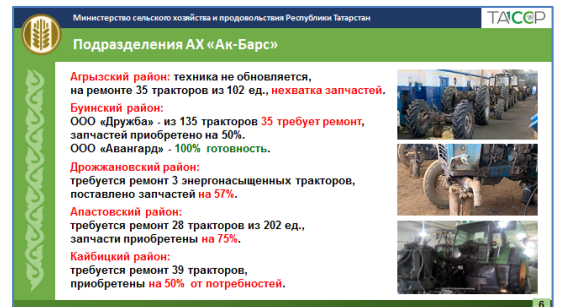 Министерство сельского хозяйства и продовольствия Республики Татарстан
ТАССР
Подразделения АХ «Ак-Барс»
Агрызский район: техника не обновляется,
на ремонте 35 тракторов из 102 ед., нехватка запчастей.
Буинский район:
ООО «Дружба» - из 135 тракторов 35 требует ремонт,
запчастей приобретено на 50%.
ООО «Авангард» - 100% готовность.
Дрожжановский район:
требуется ремонт 3 энергонасыщенных тракторов,
поставлено запчастей на 57%.
Апастовский район:
требуется ремонт 28 тракторов из 202 ед.,
запчасти приобретены на 75%.
Кайбицкий район:
требуется ремонт 39 тракторов,
приобретены на 50% от потребностей.
6